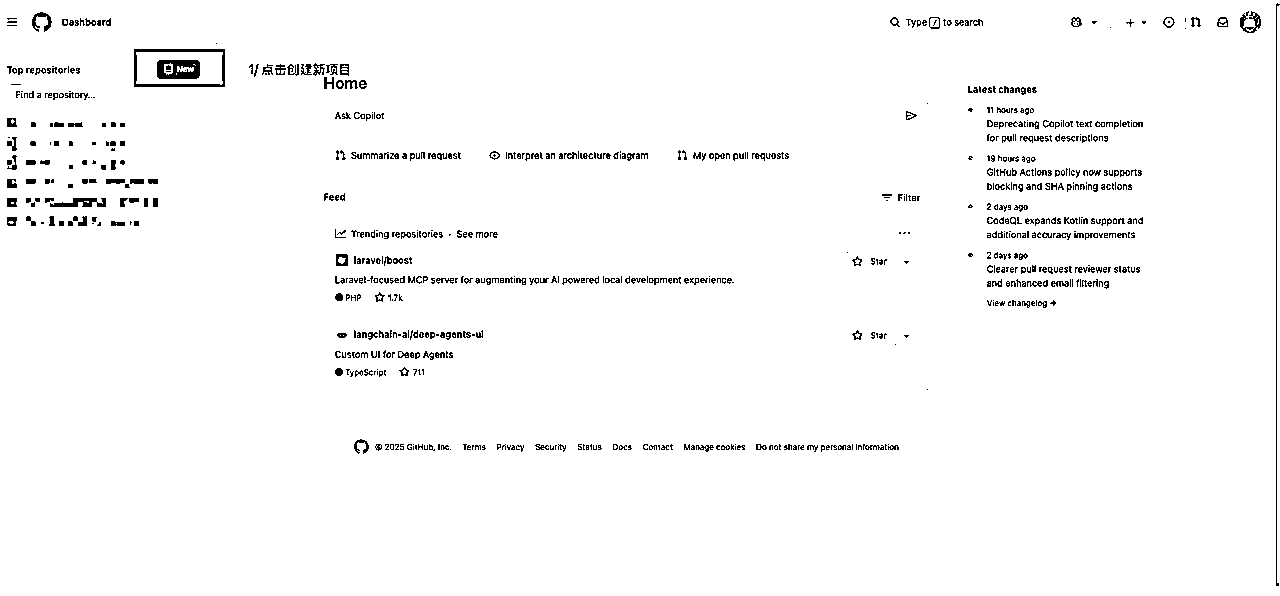 Dashboard
Type / to search
Top repositories
New
1/ 点击创建新项目
Find a repository...
Home
Ask Copilot
Summarize a pull request
Interpret an architecture diagram
My open pull requests
Feed
Filter
Trending repositories · See more
laravel/boost
Star
Laravel-focused MCP server for augmenting your AI powered local development experience.
PHP
1.7k
langchain-ai/deep-agents-ui
Star
Custom UI for Deep Agents
TypeScript
711
Latest changes
11 hours ago
Deprecating Copilot text completion
for pull request descriptions
19 hours ago
GitHub Actions policy now supports
blocking and SHA pinning actions
2 days ago
CodeQL expands Kotlin support and
additional accuracy improvements
2 days ago
Clearer pull request reviewer status
and enhanced email filtering
View changelog →
© 2025 GitHub, Inc. Terms Privacy Security Status Docs Contact Manage cookies Do not share my personal information